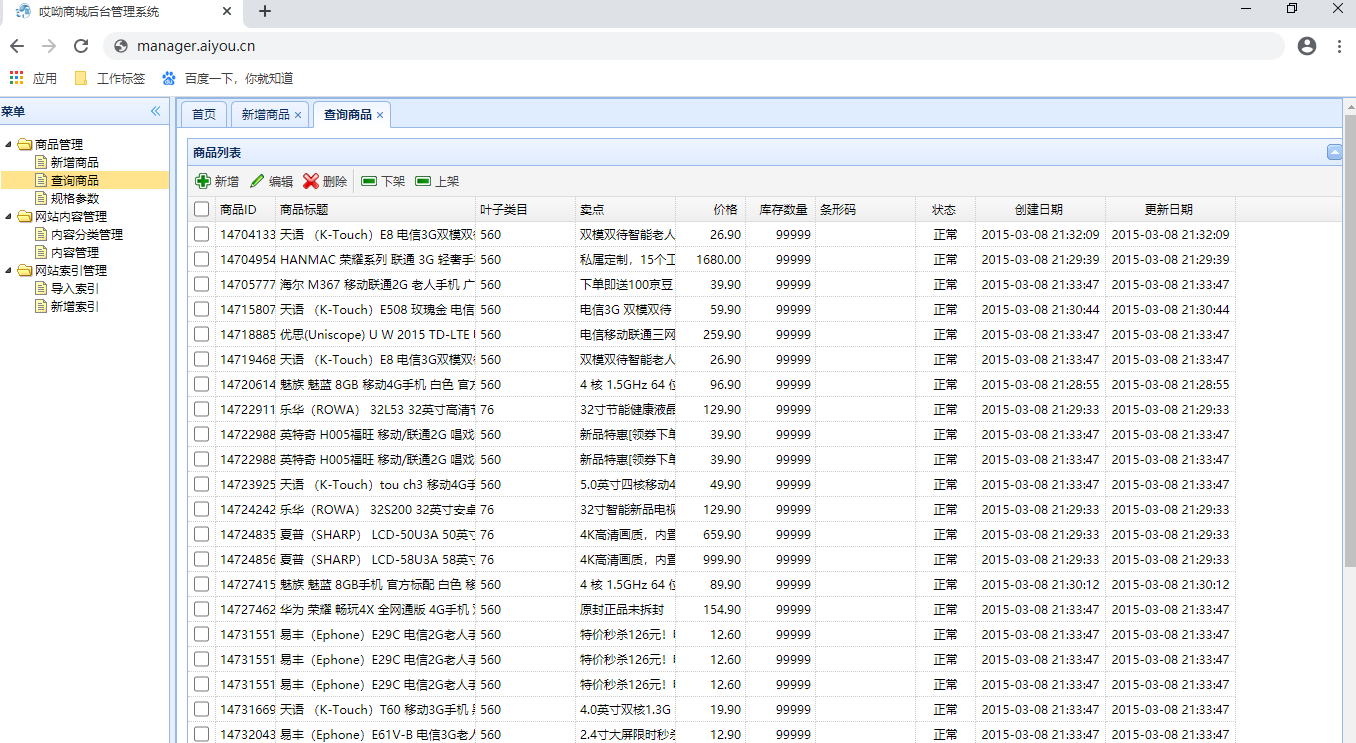 哎呦商城后台管理系统
manager.aiyou.cn
应用 工作标签 百度一下，你就知道
菜单
商品管理
新增商品
查询商品
规格参数
网站内容管理
内容分类管理
内容管理
网站索引管理
导入索引
新增索引
首页 新增商品 查询商品
商品列表
新增 编辑 删除 下架 上架
商品ID 商品标题 叶子类目 卖点 价格 库存数量 条形码 状态 创建日期 更新日期
14704133 天语 （K-Touch）E8 电信3G双模双 560 双模双待智能老人 26.90 99999 正常 2015-03-08 21:32:09 2015-03-08 21:32:09
14704954 HANMAC 荣耀系列 联通 3G 轻奢手 560 私属定制，15个工 1680.00 99999 正常 2015-03-08 21:29:39 2015-03-08 21:29:39
14705777 海尔 M367 移动联通2G 老人手机 广 560 下单即送100京豆 39.90 99999 正常 2015-03-08 21:33:47 2015-03-08 21:33:47
14715807 天语 （K-Touch）E508 玫瑰金 电信 560 电信3G 双模双待 59.90 99999 正常 2015-03-08 21:30:44 2015-03-08 21:30:44
14718885 优思(Uniscope) U W 2015 TD-LTE 560 电信移动联通三网 259.90 99999 正常 2015-03-08 21:33:47 2015-03-08 21:33:47
14719468 天语 （K-Touch）E8 电信3G双模双 560 双模双待智能老人 26.90 99999 正常 2015-03-08 21:33:47 2015-03-08 21:33:47
14720614 魅族 魅蓝 8GB 移动4G手机 白色 官方 560 4 核 1.5GHz 64 位 96.90 99999 正常 2015-03-08 21:28:55 2015-03-08 21:28:55
14722911 乐华（ROWA） 32L53 32英寸高清 76 32寸节能健康液晶 129.90 99999 正常 2015-03-08 21:29:33 2015-03-08 21:29:33
14722988 英特奇 H005福旺 移动/联通2G 唱戏 560 新品特惠[领券下单 39.90 99999 正常 2015-03-08 21:33:47 2015-03-08 21:33:47
14722988 英特奇 H005福旺 移动/联通2G 唱戏 560 新品特惠[领券下单 39.90 99999 正常 2015-03-08 21:33:47 2015-03-08 21:33:47
14723925 天语 （K-Touch）tou ch3 移动4G手 560 5.0英寸四核移动4 49.90 99999 正常 2015-03-08 21:33:47 2015-03-08 21:33:47
14724242 乐华（ROWA） 32S200 32英寸安卓 76 32寸智能新品电视 129.90 99999 正常 2015-03-08 21:29:33 2015-03-08 21:29:33
14724835 夏普（SHARP） LCD-50U3A 50英寸 76 4K高清画质，内置 659.90 99999 正常 2015-03-08 21:29:33 2015-03-08 21:29:33
14724856 夏普（SHARP） LCD-58U3A 58英寸 76 4K高清画质，内置 999.90 99999 正常 2015-03-08 21:29:33 2015-03-08 21:29:33
14727415 魅族 魅蓝 8GB手机 官方标配 白色 移 560 4 核 1.5GHz 64 位 89.90 99999 正常 2015-03-08 21:30:12 2015-03-08 21:30:12
14727462 华为 荣耀 畅玩4X 全网通版 4G手机 560 原封正品未拆封 154.90 99999 正常 2015-03-08 21:33:47 2015-03-08 21:33:47
14731551 易丰（Ephone）E29C 电信2G老人手 560 特价秒杀126元！ 12.60 99999 正常 2015-03-08 21:33:47 2015-03-08 21:33:47
14731551 易丰（Ephone）E29C 电信2G老人手 560 特价秒杀126元！ 12.60 99999 正常 2015-03-08 21:33:47 2015-03-08 21:33:47
14731551 易丰（Ephone）E29C 电信2G老人手 560 特价秒杀126元！ 12.60 99999 正常 2015-03-08 21:33:47 2015-03-08 21:33:47
14731669 天语 （K-Touch）T60 移动3G手机 560 4.0英寸双核1.3G 19.90 99999 正常 2015-03-08 21:33:47 2015-03-08 21:33:47
14732043 易丰（Ephone）E61V-B 电信3G老人 560 2.4寸大屏限时秒杀 12.90 99999 正常 2015-03-08 21:33:47 2015-03-08 21:33:47